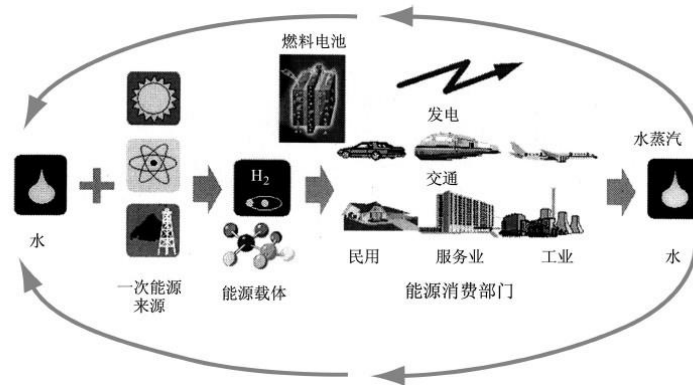 燃料电池
发电
水蒸汽
H₂
交通
水
民用
服务业
工业
水
一次能源
来源
能源载体
能源消费部门